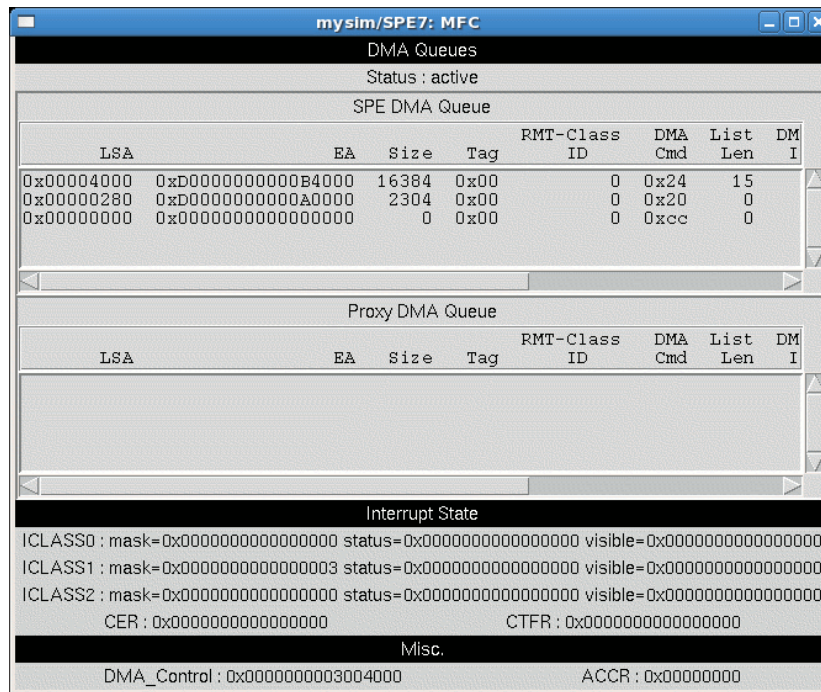 mysim/SPE7: MFC
DMA Queues
Status : active
SPE DMA Queue
RMT-Class DMA List DM
LSA EA Size Tag ID Cmd Len I
0x00004000 0xD0000000000B4000 16384 0x00 0 0x24 15
0x00000280 0xD0000000000A0000 2304 0x00 0 0x20 0
0x00000000 0x0000000000000000 0 0x00 0 0xcc 0
Proxy DMA Queue
RMT-Class DMA List DM
LSA EA Size Tag ID Cmd Len I
Interrupt State
ICLASS0 : mask=0x0000000000000000 status=0x0000000000000000 visible=0x0000000000000000
ICLASS1 : mask=0x0000000000000003 status=0x0000000000000000 visible=0x0000000000000000
ICLASS2 : mask=0x0000000000000000 status=0x0000000000000000 visible=0x0000000000000000
CER : 0x0000000000000000 CTFR : 0x0000000000000000
Misc.
DMA_Control : 0x0000000003004000 ACCR : 0x00000000